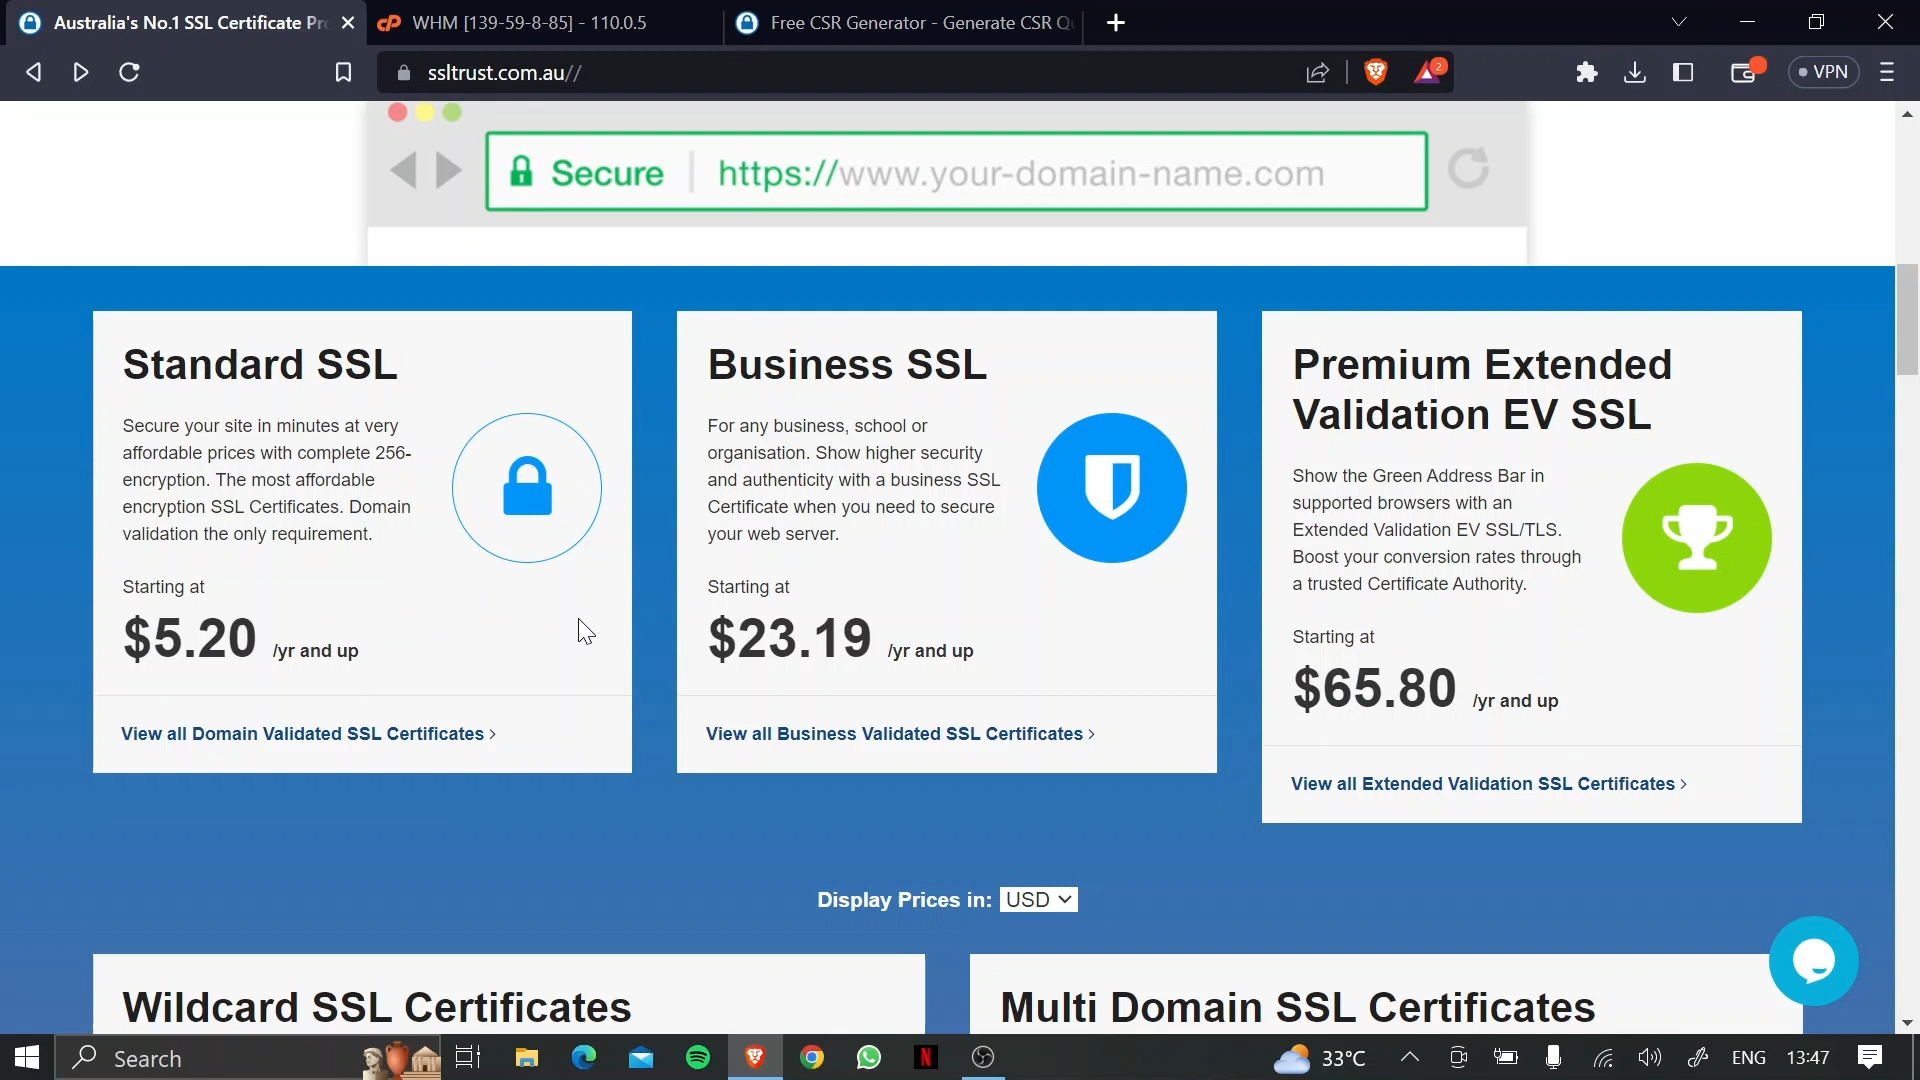 Australia's No.1 SSL Certificate Pro
WHM [139-59-8-85] - 110.0.5
Free CSR Generator - Generate CSR Qu
ssltrust.com.au//
2
VPN
Secure
https://www.your-domain-name.com
Standard SSL
Secure your site in minutes at very
affordable prices with complete 256-
encryption. The most affordable
encryption SSL Certificates. Domain
validation the only requirement.
Starting at
$5.20 /yr and up
View all Domain Validated SSL Certificates >
Business SSL
For any business, school or
organisation. Show higher security
and authenticity with a business SSL
Certificate when you need to secure
your web server.
Starting at
$23.19 /yr and up
View all Business Validated SSL Certificates >
Premium Extended
Validation EV SSL
Show the Green Address Bar in
supported browsers with an
Extended Validation EV SSL/TLS.
Boost your conversion rates through
a trusted Certificate Authority.
Starting at
$65.80 /yr and up
View all Extended Validation SSL Certificates >
Display Prices in: USD
Wildcard SSL Certificates
Multi Domain SSL Certificates
Search
33°C
ENG
13:47